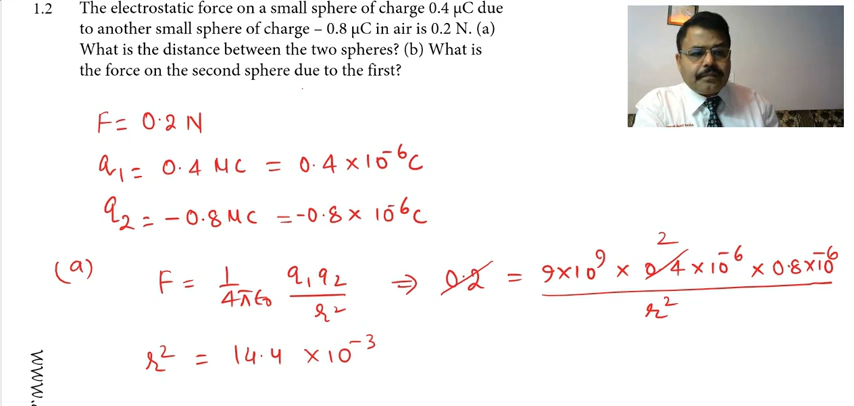 1.2 The electrostatic force on a small sphere of charge 0.4 μC due
to another small sphere of charge – 0.8 μC in air is 0.2 N. (a)
What is the distance between the two spheres? (b) What is
the force on the second sphere due to the first?
F = 0.2 N
q₁ = 0.4 μC = 0.4 × 10⁻⁶ C
q₂ = -0.8 μC = -0.8 × 10⁻⁶ C
(a) F = 1/4πε₀ q₁q₂/r² ⇒ 0.2 = 9×10⁹ × 0.4 2 × 10⁻⁶ × 0.8×10⁻⁶/r²
r² = 14.4 × 10⁻³
www.